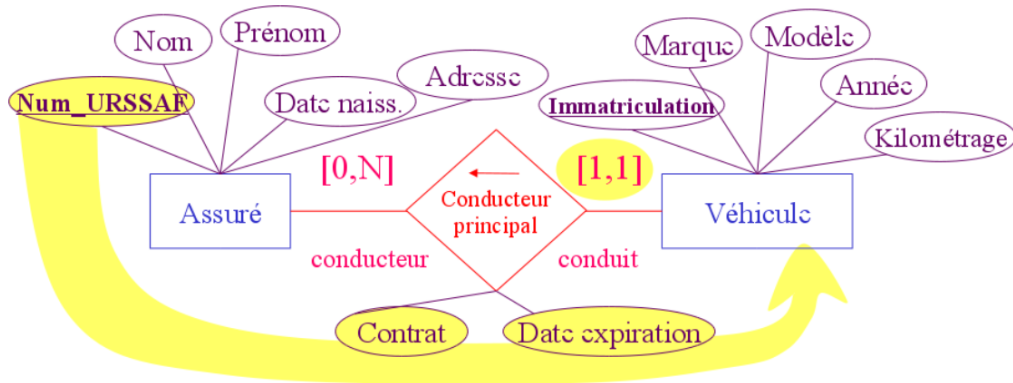 Nom
Prénom
Marque
Modèle
Num_URSSAF
Date naiss.
Adresse
Immatriculation
Année
Kilométrage
[0,N]
[1,1]
Assuré
Conducteur
principal
Véhicule
conducteur
conduit
Contrat
Date expiration